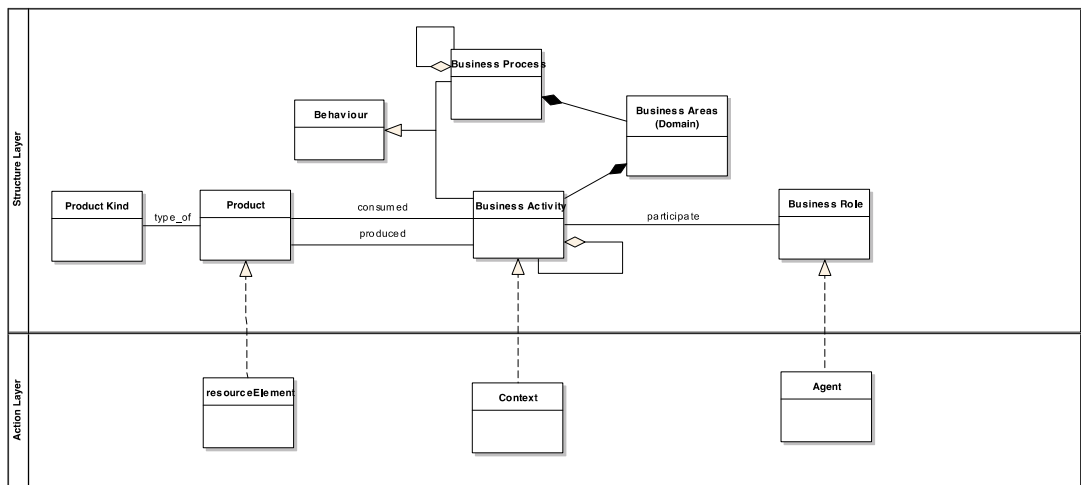 Structure Layer
Business Process
Behaviour
Business Areas
(Domain)
Product Kind
type_of
Product
consumed
produced
Business Activity
participate
Business Role
Action Layer
resourceElement
Context
Agent